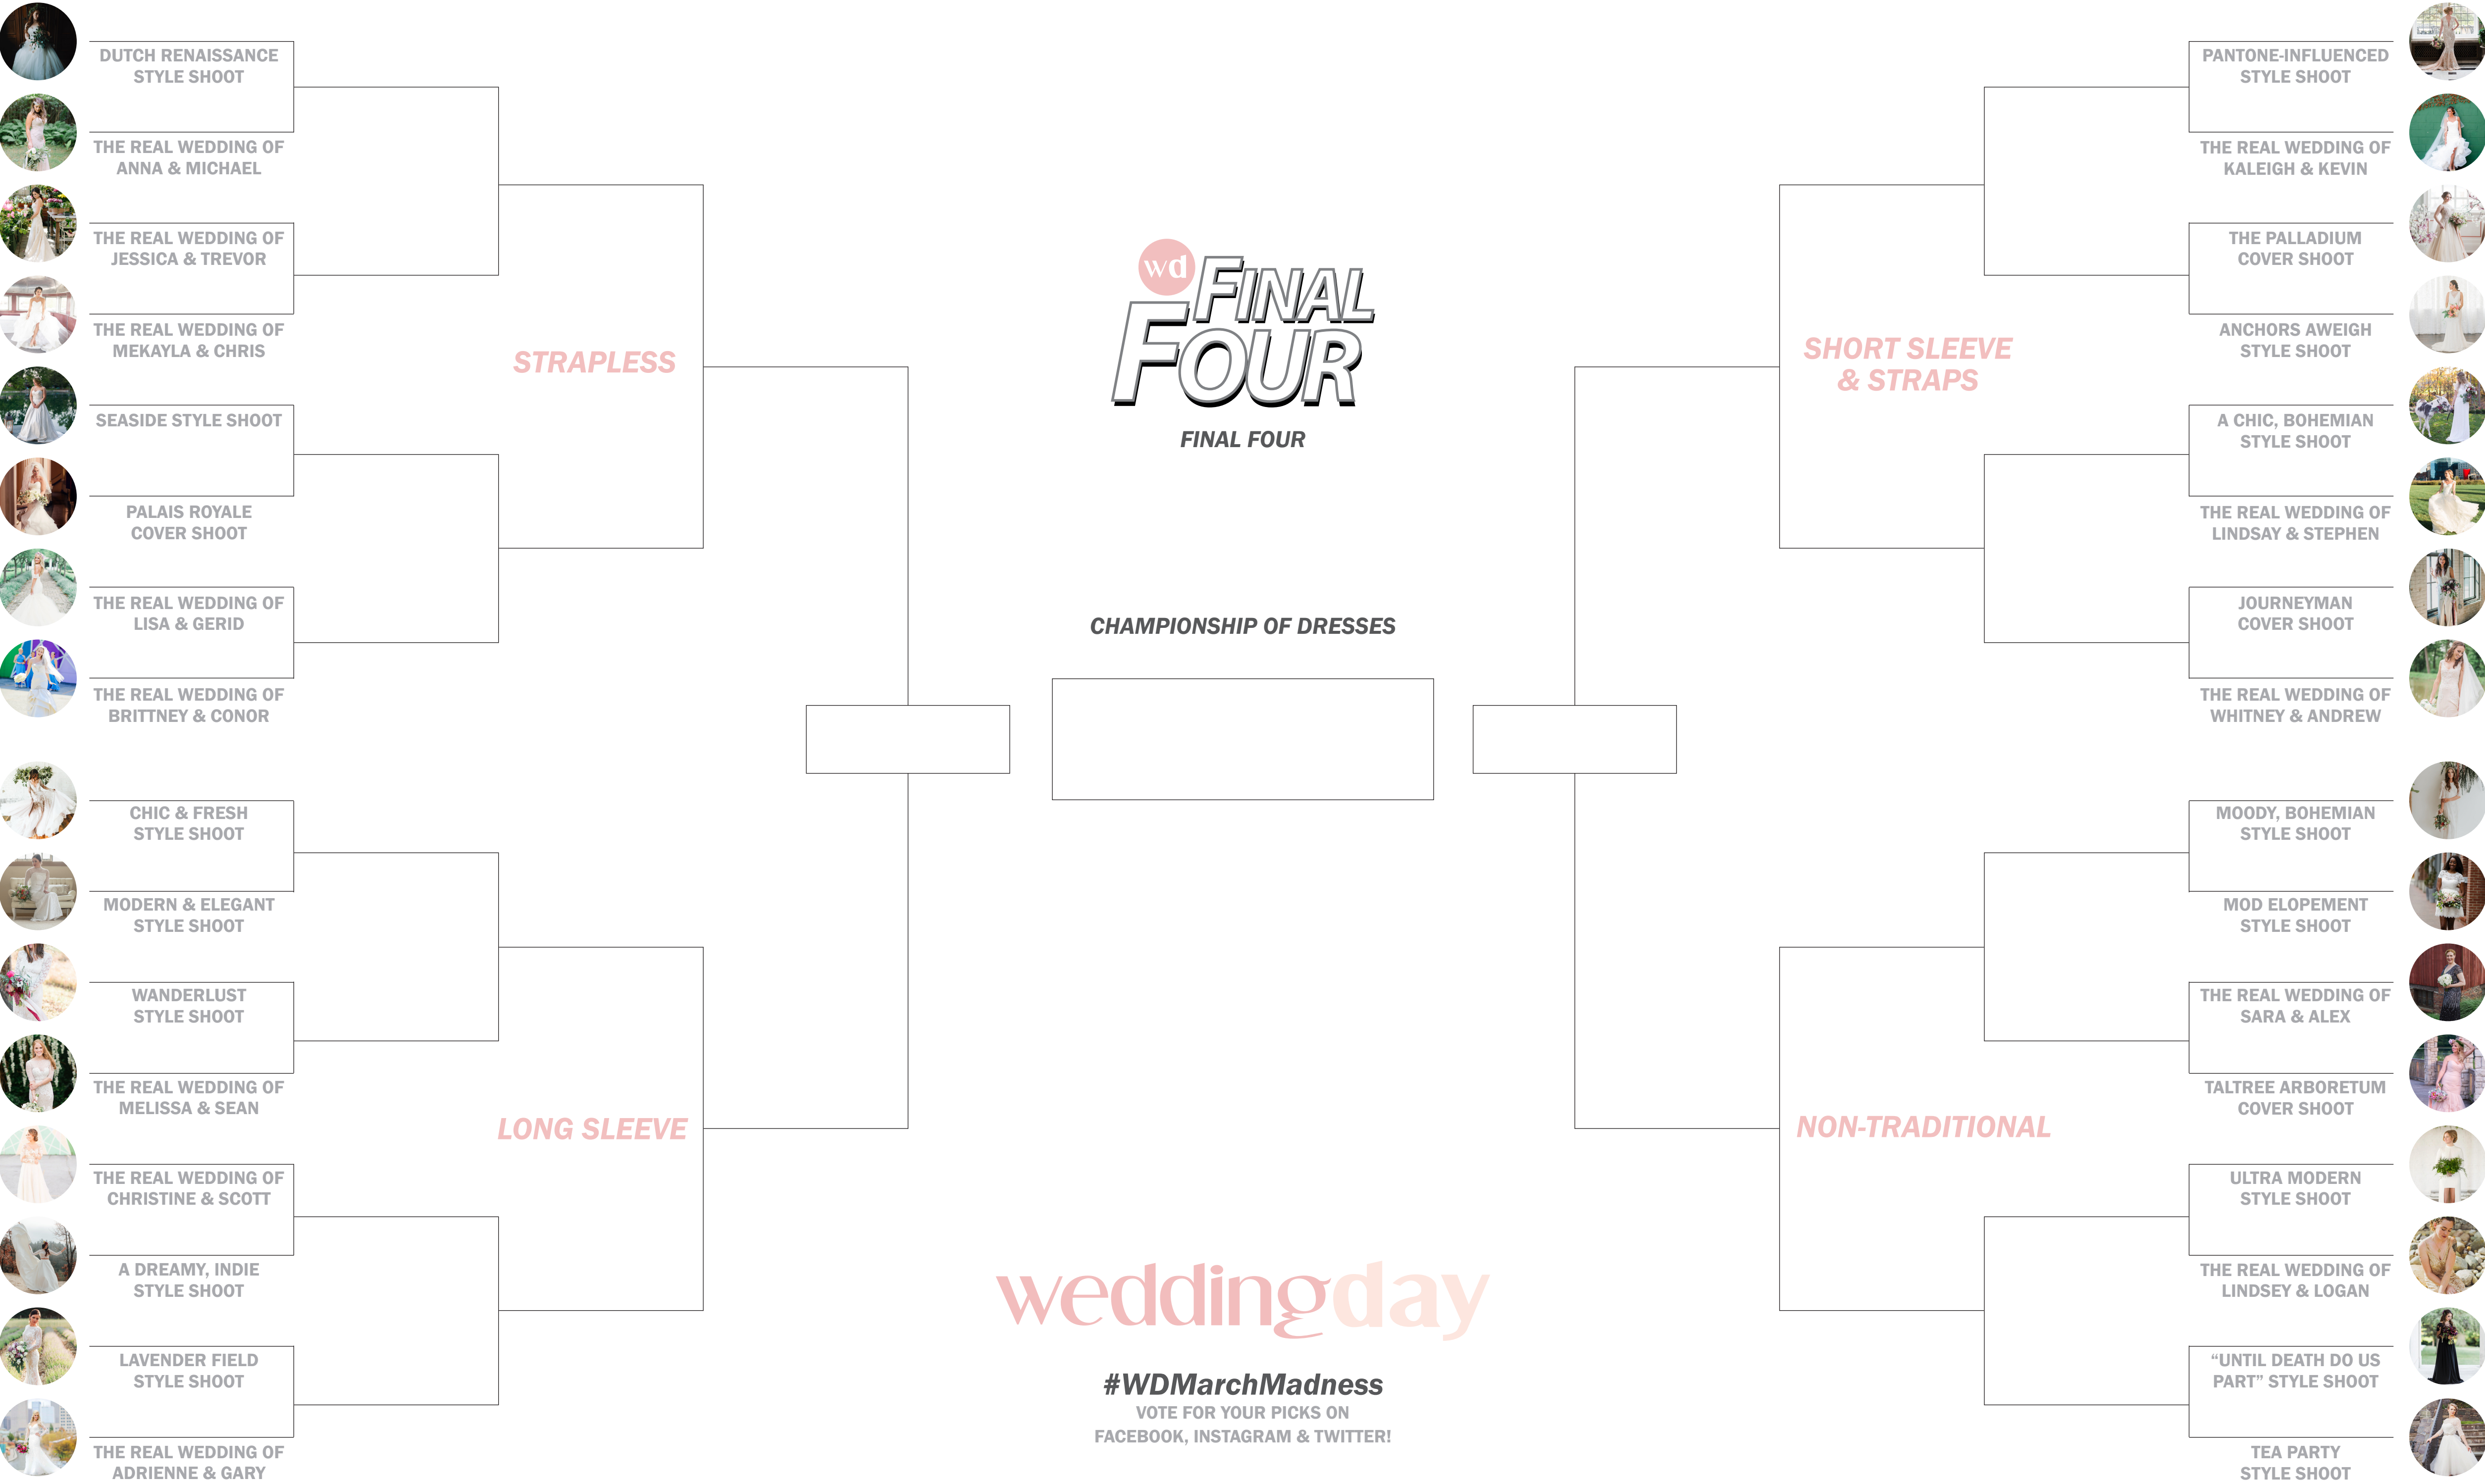 DUTCH RENAISSANCE
STYLE SHOOT
THE REAL WEDDING OF
ANNA & MICHAEL
THE REAL WEDDING OF
JESSICA & TREVOR
THE REAL WEDDING OF
MEKAYLA & CHRIS
SEASIDE STYLE SHOOT
PALAIS ROYALE
COVER SHOOT
THE REAL WEDDING OF
LISA & GERID
THE REAL WEDDING OF
BRITTNEY & CONOR
STRAPLESS
CHIC & FRESH
STYLE SHOOT
MODERN & ELEGANT
STYLE SHOOT
WANDERLUST
STYLE SHOOT
THE REAL WEDDING OF
MELISSA & SEAN
THE REAL WEDDING OF
CHRISTINE & SCOTT
A DREAMY, INDIE
STYLE SHOOT
LAVENDER FIELD
STYLE SHOOT
THE REAL WEDDING OF
ADRIENNE & GARY
LONG SLEEVE
wd
FINAL
FOUR
FINAL FOUR
CHAMPIONSHIP OF DRESSES
weddingday
#WDMarchMadness
VOTE FOR YOUR PICKS ON
FACEBOOK, INSTAGRAM & TWITTER!
SHORT SLEEVE
& STRAPS
PANTONE-INFLUENCED
STYLE SHOOT
THE REAL WEDDING OF
KALEIGH & KEVIN
THE PALLADIUM
COVER SHOOT
ANCHORS AWEIGH
STYLE SHOOT
A CHIC, BOHEMIAN
STYLE SHOOT
THE REAL WEDDING OF
LINDSAY & STEPHEN
JOURNEYMAN
COVER SHOOT
THE REAL WEDDING OF
WHITNEY & ANDREW
NON-TRADITIONAL
MOODY, BOHEMIAN
STYLE SHOOT
MOD ELOPEMENT
STYLE SHOOT
THE REAL WEDDING OF
SARA & ALEX
TALTREE ARBORETUM
COVER SHOOT
ULTRA MODERN
STYLE SHOOT
THE REAL WEDDING OF
LINDSEY & LOGAN
“UNTIL DEATH DO US
PART” STYLE SHOOT
TEA PARTY
STYLE SHOOT